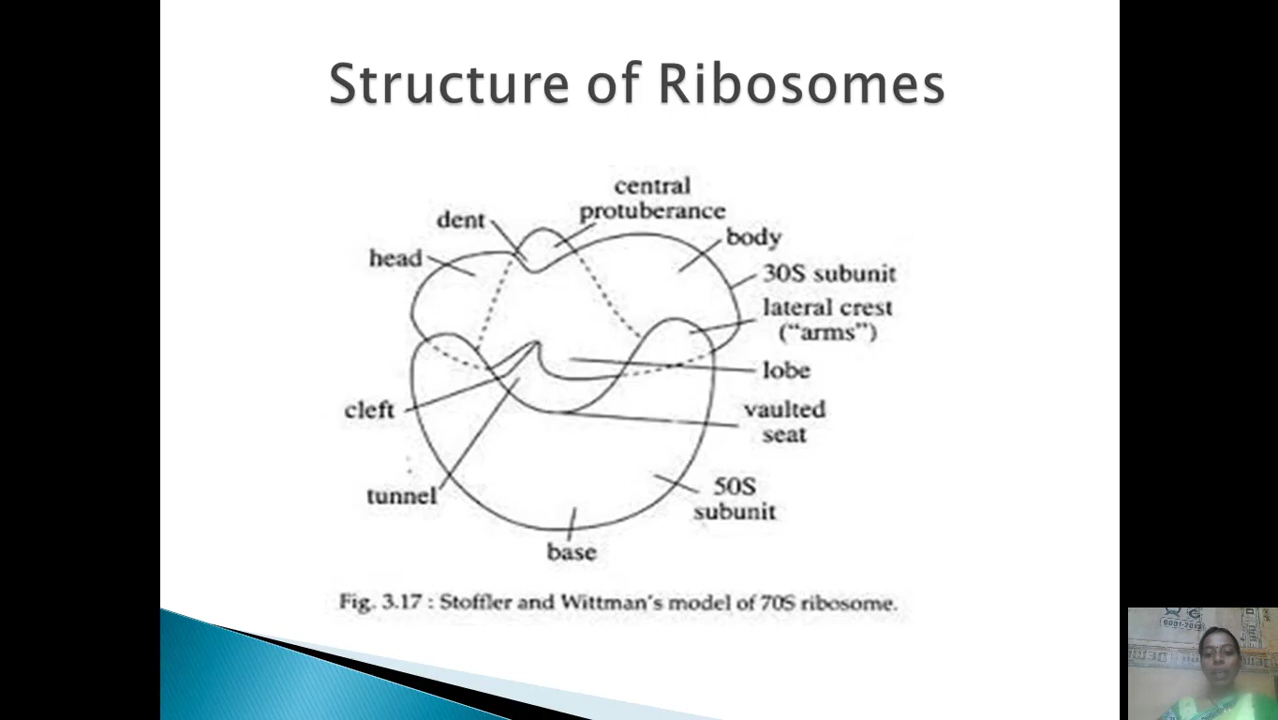 Structure of Ribosomes
central
protuberance
dent
body
head
30S subunit
lateral crest
("arms")
lobe
cleft
vaulted
seat
tunnel
50S
subunit
base
Fig. 3.17 : Stoffler and Wittman's model of 70S ribosome.